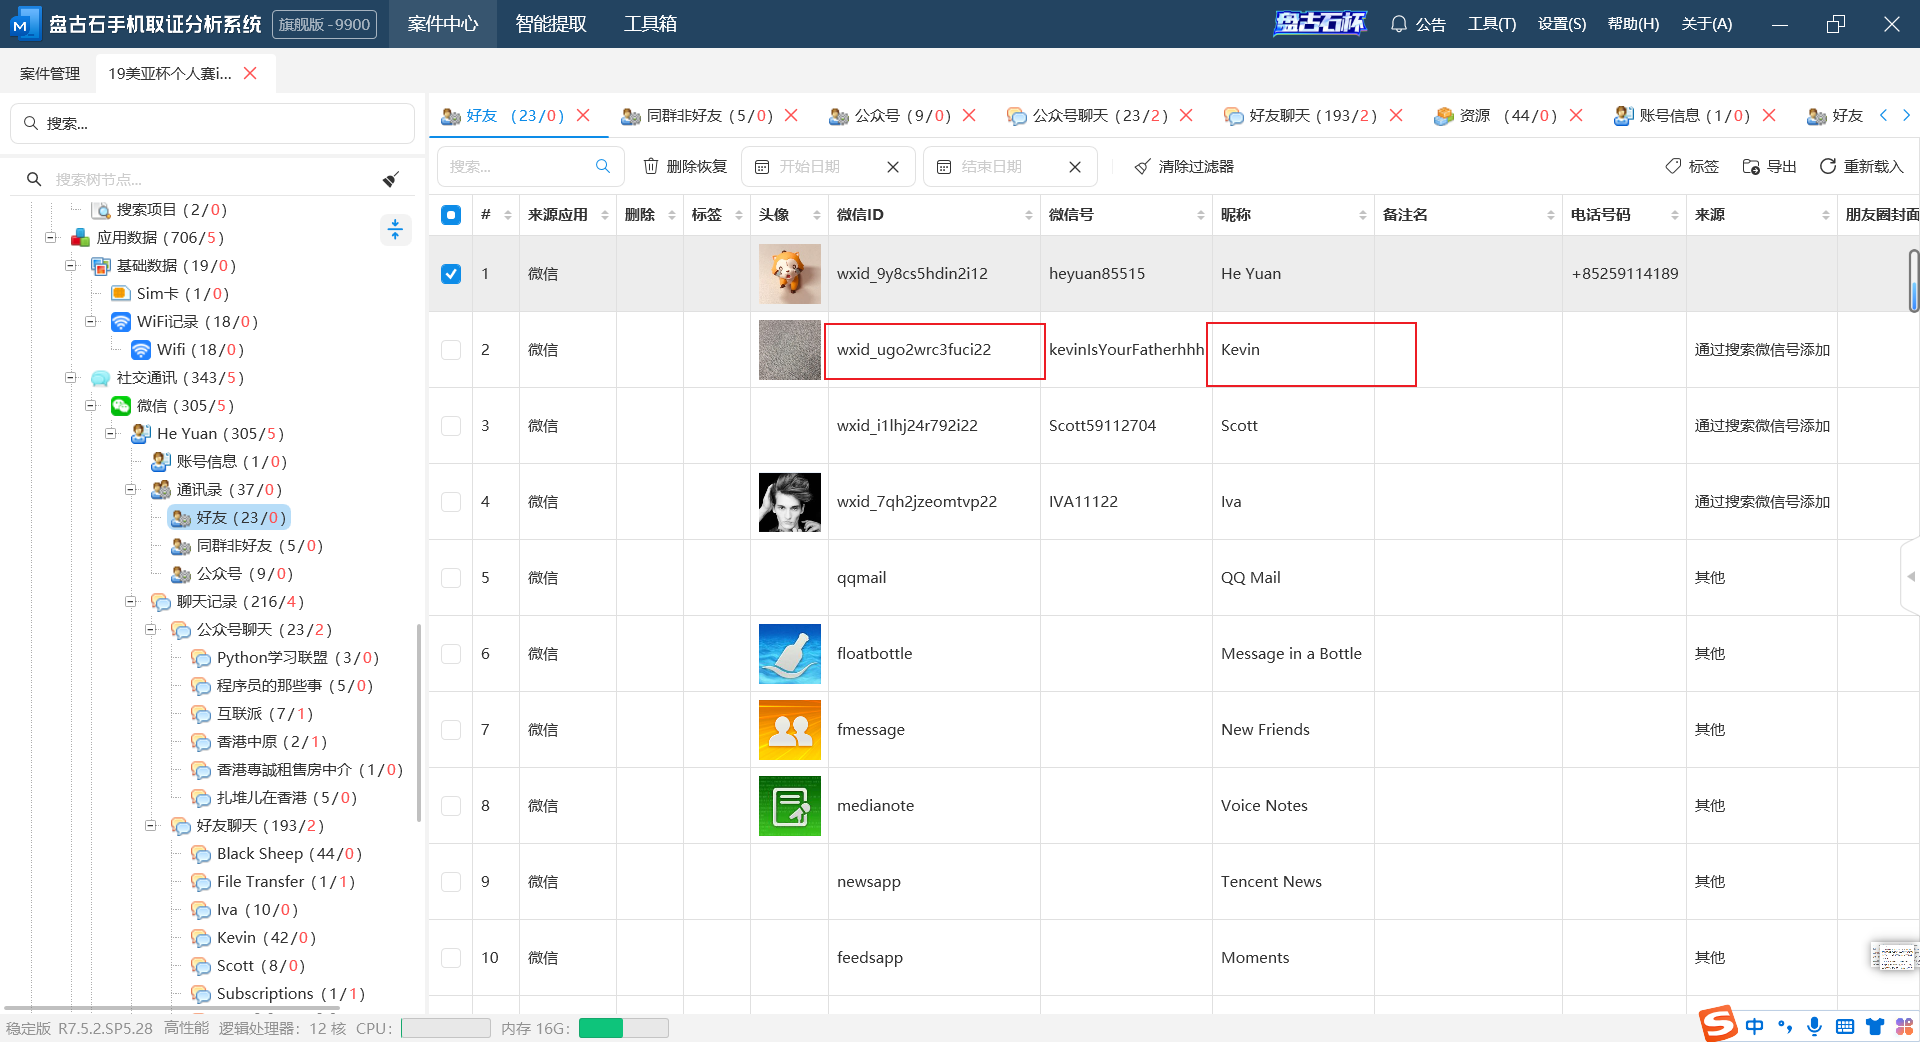 盘古石手机取证分析系统 旗舰版-9900 案件中心 智能提取 工具箱 盘古石杯 公告 工具(T) 设置(S) 帮助(H) 关于(A)
案件管理 19美亚杯个人赛i...
搜索...
搜索树节点...
搜索项目 (2/0)
应用数据 (706/5)
基础数据 (19/0)
Sim卡 (1/0)
WiFi记录 (18/0)
Wifi (18/0)
社交通讯 (343/5)
微信 (305/5)
He Yuan (305/5)
账号信息 (1/0)
通讯录 (37/0)
好友 (23/0)
同群非好友 (5/0)
公众号 (9/0)
聊天记录 (216/4)
公众号聊天 (23/2)
Python学习联盟 (3/0)
程序员的那些事 (5/0)
互联派 (7/1)
香港中原 (2/1)
香港專誠租售房中介 (1/0)
扎堆儿在香港 (5/0)
好友聊天 (193/2)
Black Sheep (44/0)
File Transfer (1/1)
Iva (10/0)
Kevin (42/0)
Scott (8/0)
Subscriptions (1/1)
好友 (23/0) 同群非好友 (5/0) 公众号 (9/0) 公众号聊天 (23/2) 好友聊天 (193/2) 资源 (44/0) 账号信息 (1/0) 好友
搜索... 删除恢复 开始日期 结束日期 清除过滤器 标签 导出 重新载入
# 来源应用 删除 标签 头像 微信ID 微信号 昵称 备注名 电话号码 来源 朋友圈封面
1 微信 wxid_9y8cs5hdin2i12 heyuan85515 He Yuan +85259114189
2 微信 wxid_ugo2wrc3fuci22 kevinIsYourFatherhhh Kevin 通过搜索微信号添加
3 微信 wxid_i1lhj24r792i22 Scott59112704 Scott 通过搜索微信号添加
4 微信 wxid_7qh2jzeomtvp22 IVA11122 Iva 通过搜索微信号添加
5 微信 qqmail QQ Mail 其他
6 微信 floatbottle Message in a Bottle 其他
7 微信 fmessage New Friends 其他
8 微信 medianote Voice Notes 其他
9 微信 newsapp Tencent News 其他
10 微信 feedsapp Moments 其他
稳定版 R7.5.2.SP5.28 高性能 逻辑处理器: 12 核 CPU: 内存 16G:
中